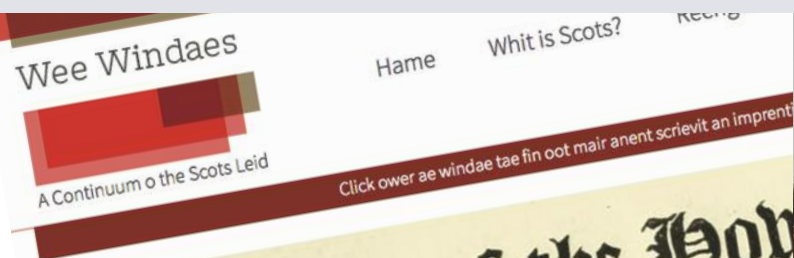 Wee Windaes
Hame
Whit is Scots?
A Continuum o the Scots Leid
Click ower ae windae tae fin oot mair anent scrievit an
the